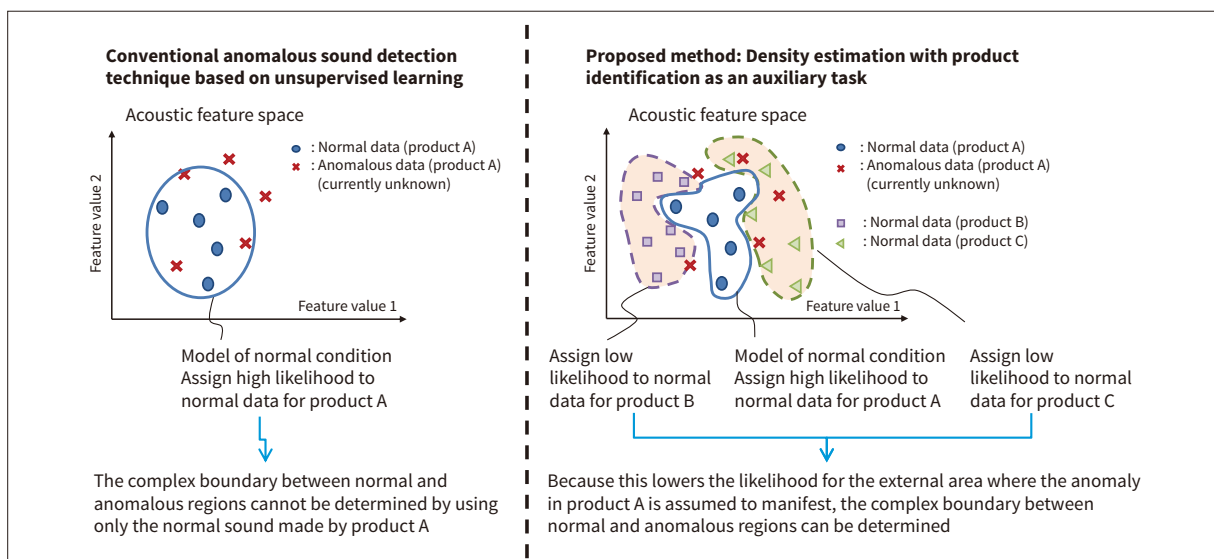 Conventional anomalous sound detection
technique based on unsupervised learning
Acoustic feature space
: Normal data (product A)
: Anomalous data (product A)
(currently unknown)
Feature value 2
Feature value 1
Model of normal condition
Assign high likelihood to
normal data for product A
The complex boundary between normal and
anomalous regions cannot be determined by using
only the normal sound made by product A
Proposed method: Density estimation with product
identification as an auxiliary task
Acoustic feature space
: Normal data (product A)
: Anomalous data (product A)
(currently unknown)
: Normal data (product B)
: Normal data (product C)
Feature value 2
Feature value 1
Assign low
likelihood to normal
data for product B
Model of normal condition
Assign high likelihood to
normal data for product A
Assign low
likelihood to normal
data for product C
Because this lowers the likelihood for the external area where the anomaly
in product A is assumed to manifest, the complex boundary between
normal and anomalous regions can be determined